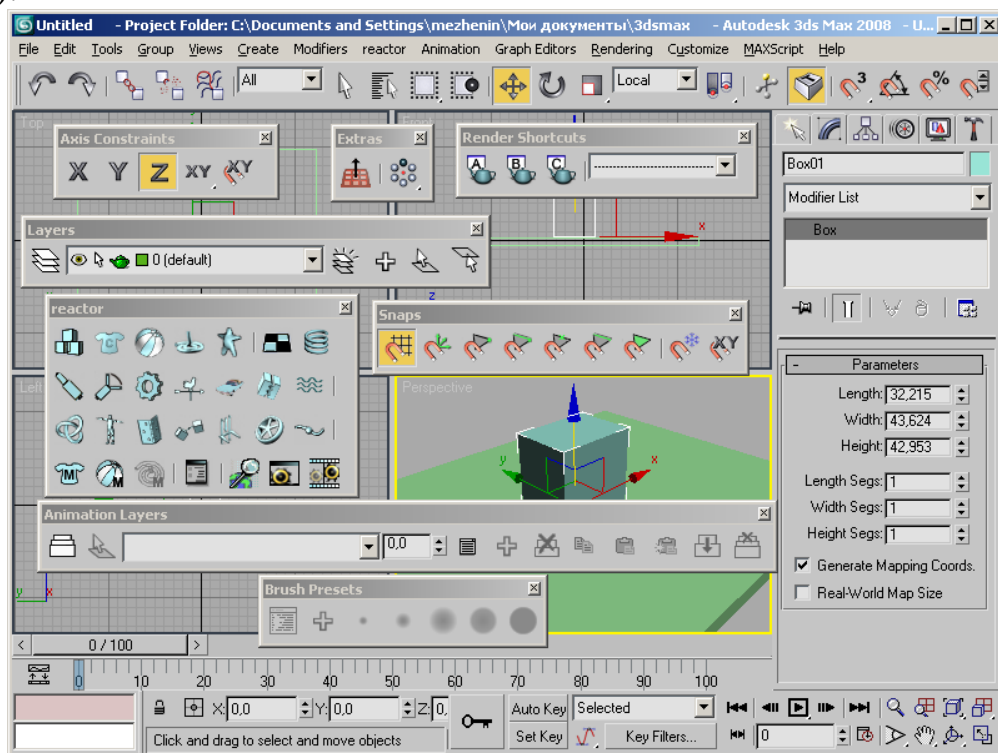 Untitled - Project Folder: C:\Documents and Settings\mezhenin\Мои документы\3dsmax - Autodesk 3ds Max 2008 - U...
File Edit Tools Group Views Create Modifiers reactor Animation Graph Editors Rendering Customize MAXScript Help
All
Local
3
%
Top
Front
Axis Constraints
X Y Z XY XY
Extras
Render Shortcuts
A B C
Box01
Modifier List
Box
Layers
0 (default)
x
z
reactor
Snaps
XY
Parameters
Length: 32,215
Width: 43,624
Height: 42,953
Length Segs: 1
Width Segs: 1
Height Segs: 1
Generate Mapping Coords.
Real-World Map Size
Left
Perspective
y
x
M M M
Animation Layers
0,0
Brush Presets
y x
< 0 / 100 >
0 10 20 30 40 50 60 70 80 90 100
X: 0,0 Y: 0,0 Z: 0,
Auto Key Selected
Set Key Key Filters...
0
Click and drag to select and move objects